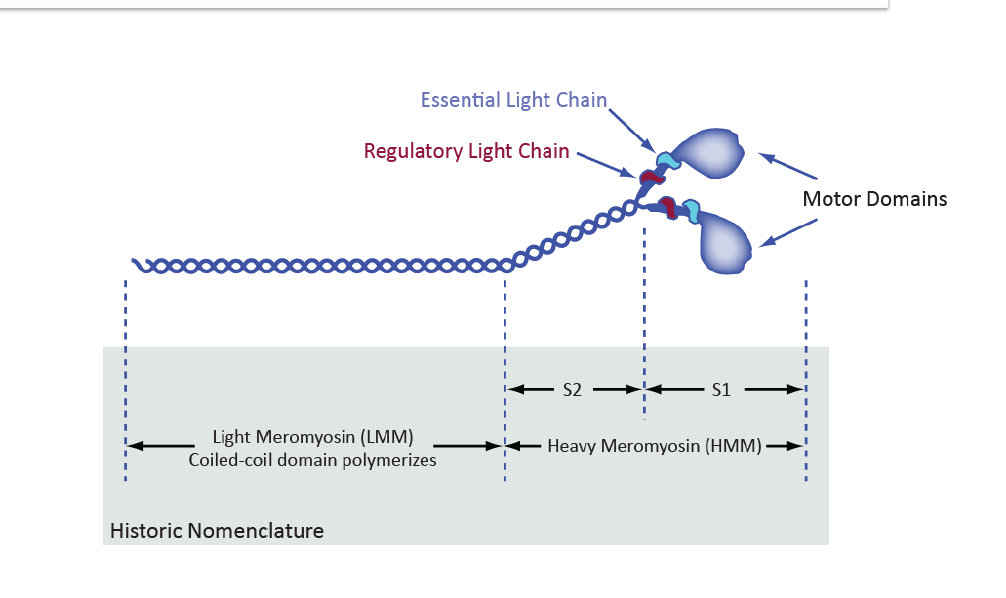 Essential Light Chain
Regulatory Light Chain
Motor Domains
S2
S1
Light Meromyosin (LMM)
Coiled-coil domain polymerizes
Heavy Meromyosin (HMM)
Historic Nomenclature